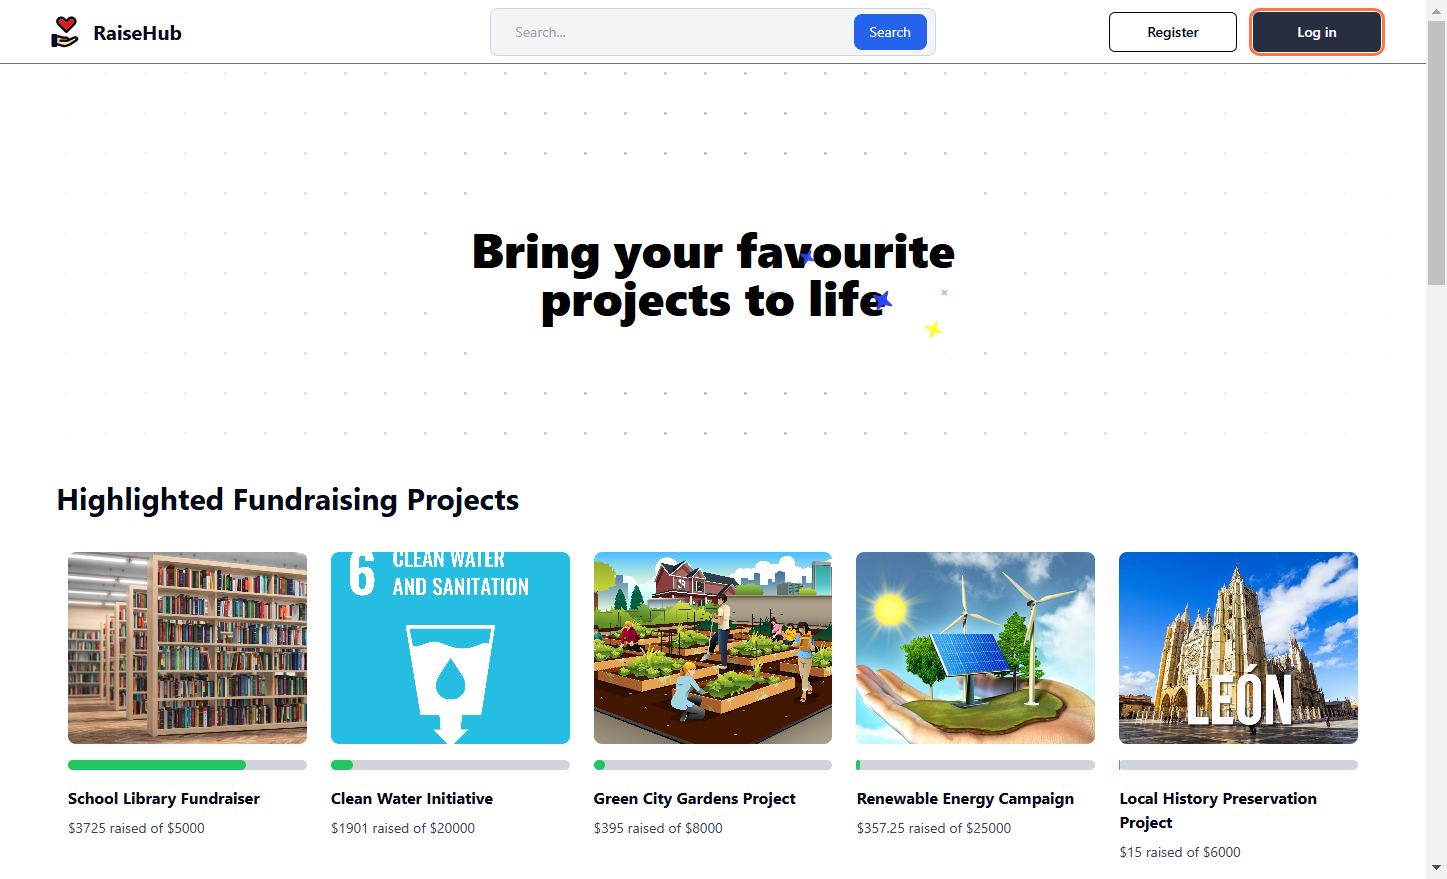 RaiseHub
Search...
Search
Register
Log in
Bring your favourite
projects to life
Highlighted Fundraising Projects
6 CLEAN WATER
AND SANITATION
LEÓN
School Library Fundraiser
$3725 raised of $5000
Clean Water Initiative
$1901 raised of $20000
Green City Gardens Project
$395 raised of $8000
Renewable Energy Campaign
$357.25 raised of $25000
Local History Preservation
Project
$15 raised of $6000